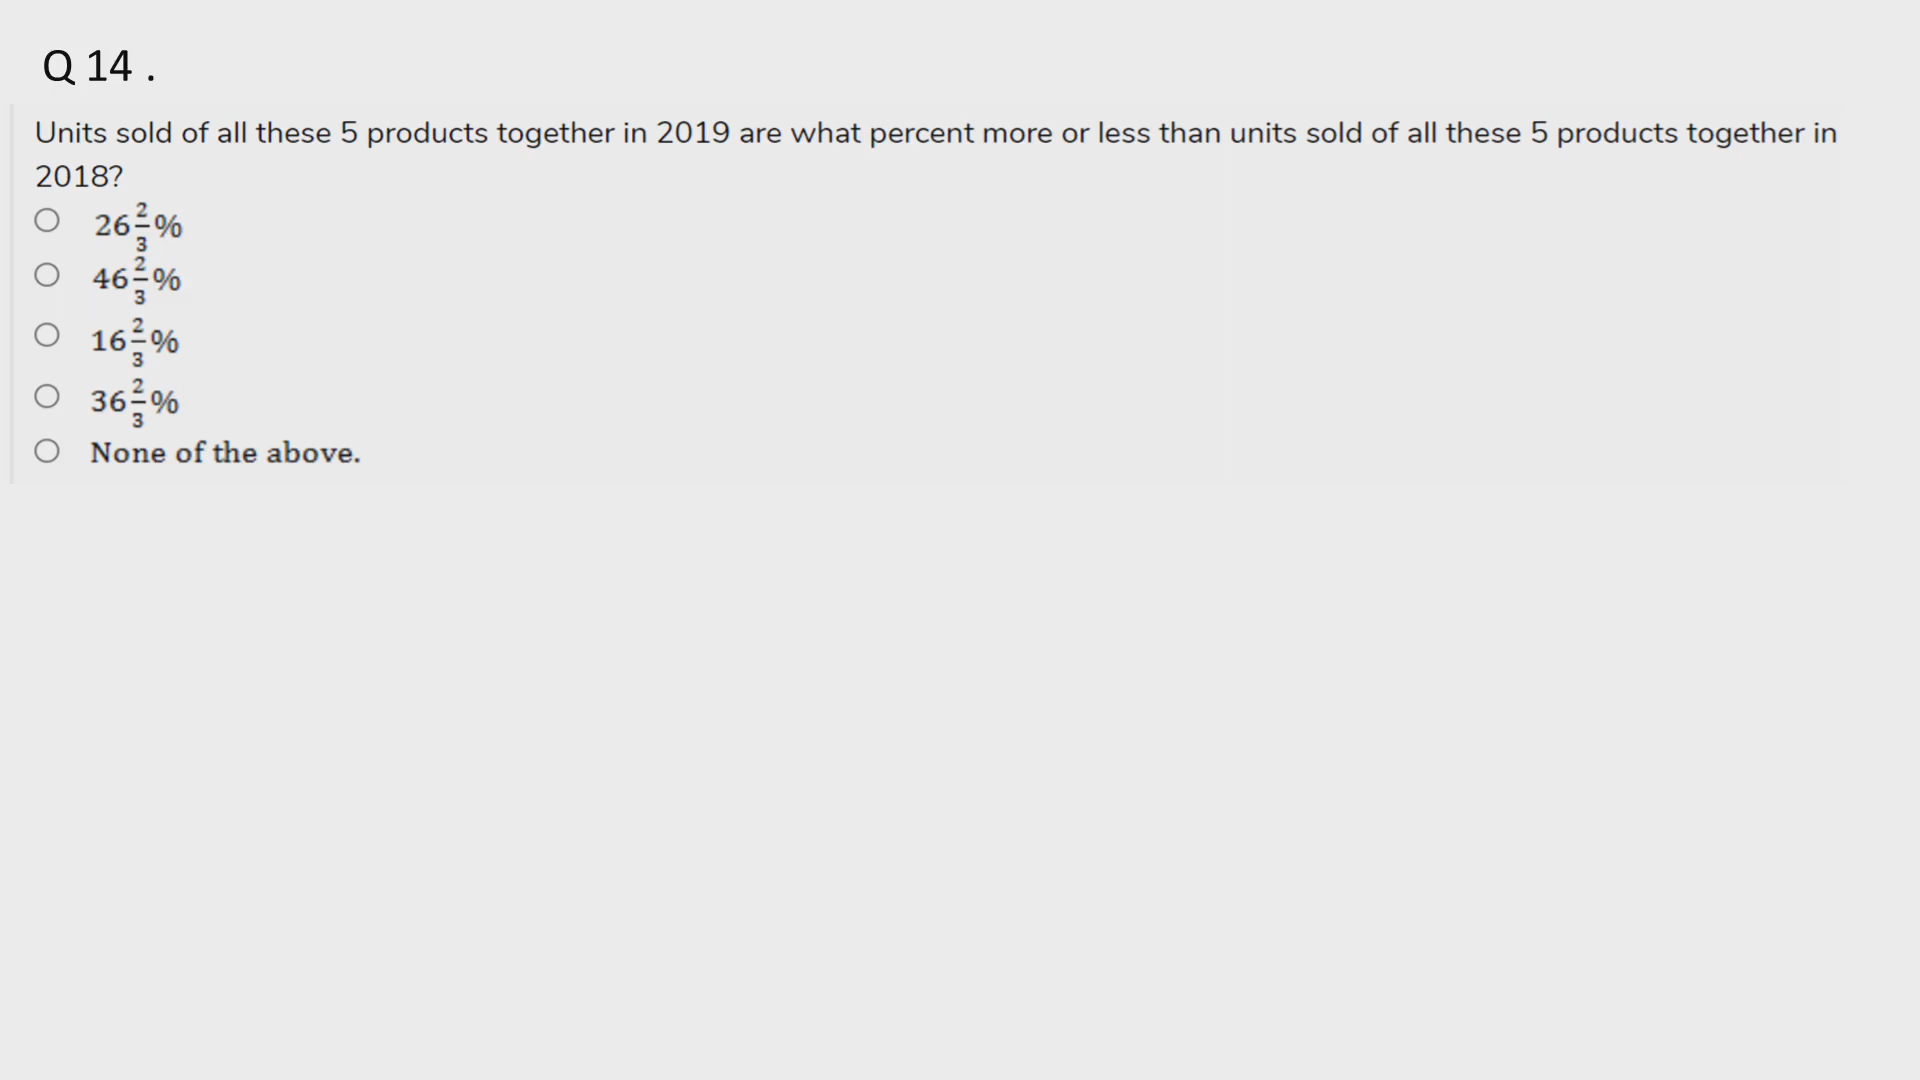 Q 14 .
Units sold of all these 5 products together in 2019 are what percent more or less than units sold of all these 5 products together in
2018?
26 2/3 %
46 2/3 %
16 2/3 %
36 2/3 %
None of the above.